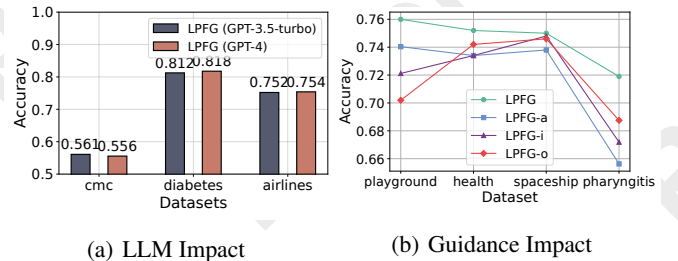 1.0
0.9
0.8
0.7
0.6
0.5
Accuracy
LPFG (GPT-3.5-turbo)
LPFG (GPT-4)
0.561 0.556
0.812 0.818
0.752 0.754
cmc diabetes airlines
Datasets
(a) LLM Impact
0.76
0.74
0.72
0.70
0.68
0.66
Accuracy
LPFG
LPFG-a
LPFG-i
LPFG-o
playground health spaceship pharyngitis
Dataset
(b) Guidance Impact